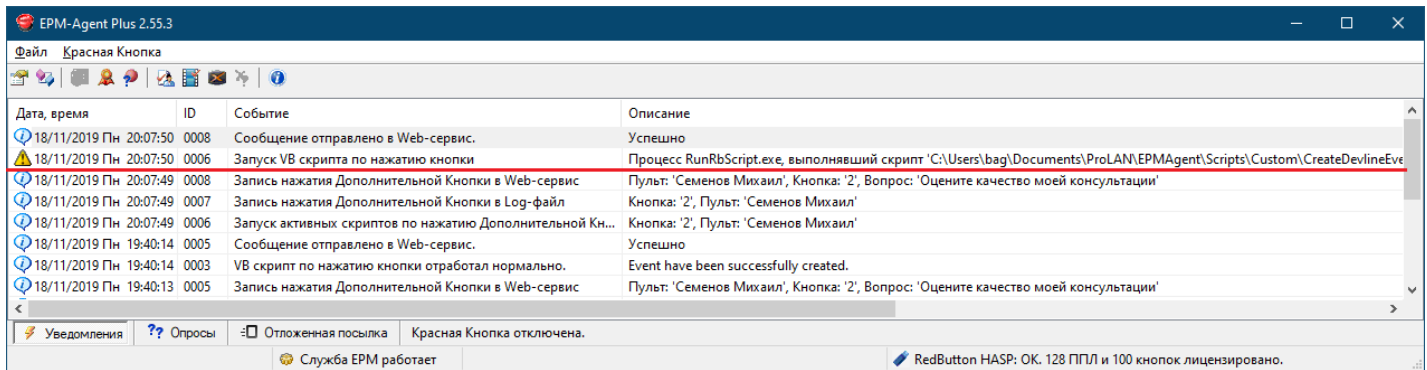 EPM-Agent Plus 2.55.3
Файл Красная Кнопка
Дата, время ID Событие Описание
18/11/2019 Пн 20:07:50 0008 Сообщение отправлено в Web-сервис. Успешно
18/11/2019 Пн 20:07:50 0006 Запуск VB скрипта по нажатию кнопки Процесс RunRbScript.exe, выполнявший скрипт 'C:\Users\bag\Documents\ProLAN\EPMAgent\Scripts\Custom\CreateDevlineEve
18/11/2019 Пн 20:07:49 0008 Запись нажатия Дополнительной Кнопки в Web-сервис Пульт: 'Семенов Михаил', Кнопка: '2', Вопрос: 'Оцените качество моей консультации'
18/11/2019 Пн 20:07:49 0007 Запись нажатия Дополнительной Кнопки в Log-файл Кнопка: '2', Пульт: 'Семенов Михаил'
18/11/2019 Пн 20:07:49 0006 Запуск активных скриптов по нажатию Дополнительной Кн... Кнопка: '2', Пульт: 'Семенов Михаил'
18/11/2019 Пн 19:40:14 0005 Сообщение отправлено в Web-сервис. Успешно
18/11/2019 Пн 19:40:14 0003 VB скрипт по нажатию кнопки отработал нормально. Event have been successfully created.
18/11/2019 Пн 19:40:13 0005 Запись нажатия Дополнительной Кнопки в Web-сервис Пульт: 'Семенов Михаил', Кнопка: '2', Вопрос: 'Оцените качество моей консультации'
Уведомления ?? Опросы Отложенная посылка Красная Кнопка отключена.
Служба EPM работает RedButton HASP: ОК. 128 ППЛ и 100 кнопок лицензировано.